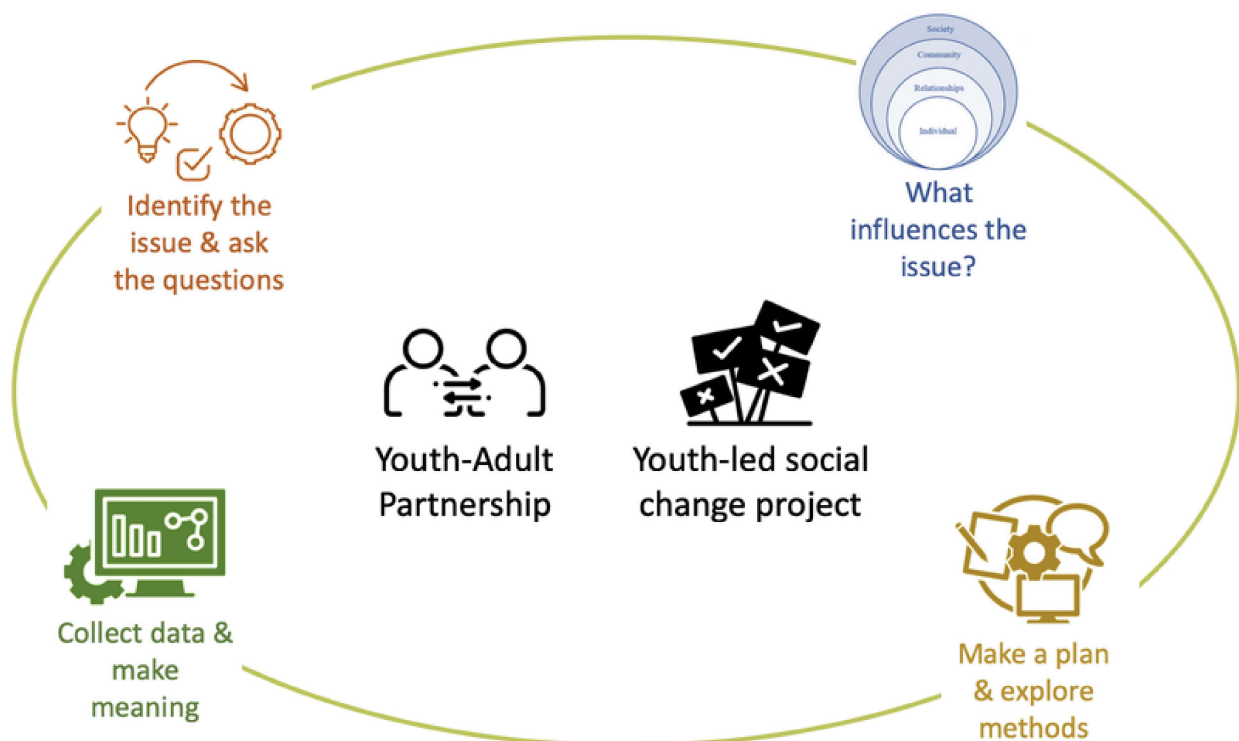 Society
Community
Relationships
Individual
Identify the
issue & ask
the questions
What
influences the
issue?
Youth-Adult
Partnership
Youth-led social
change project
Collect data &
make
meaning
Make a plan
& explore
methods